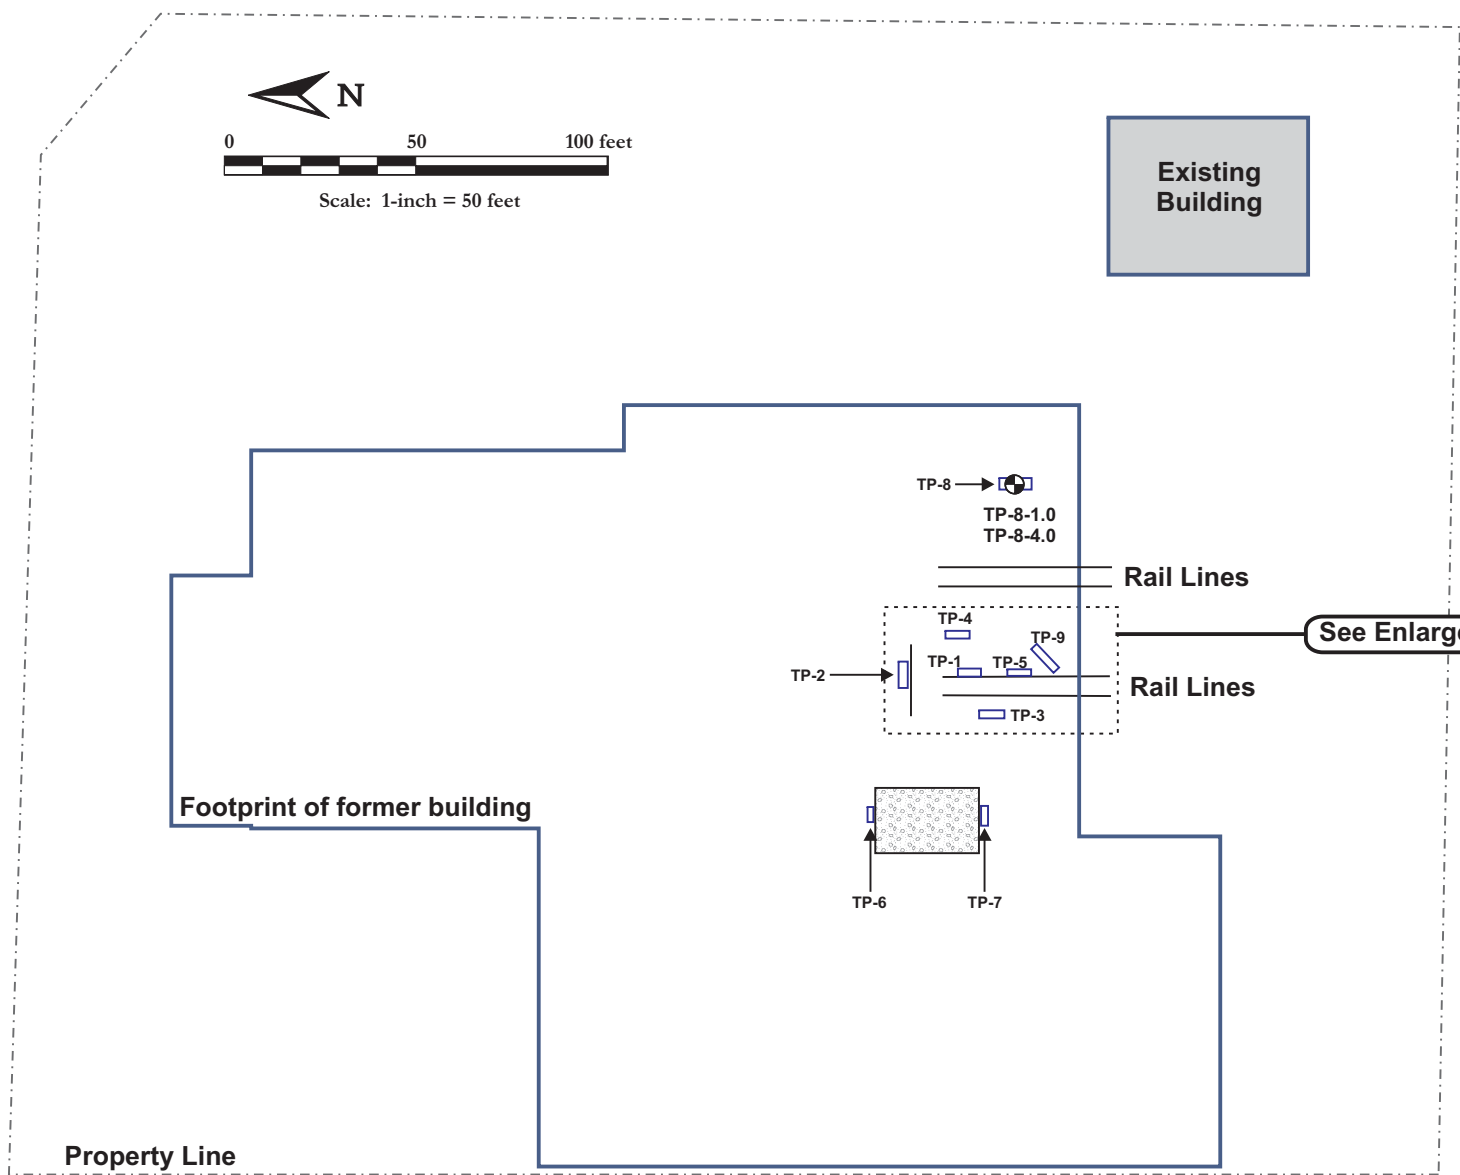 N
0 50 100 feet
Scale: 1-inch = 50 feet
Existing
Building
TP-8
TP-8-1.0
TP-8-4.0
Rail Lines
TP-4
See Enlarg
TP-9
TP-1
TP-5
TP-2
Rail Lines
TP-3
Footprint of former building
TP-6
TP-7
Property Line